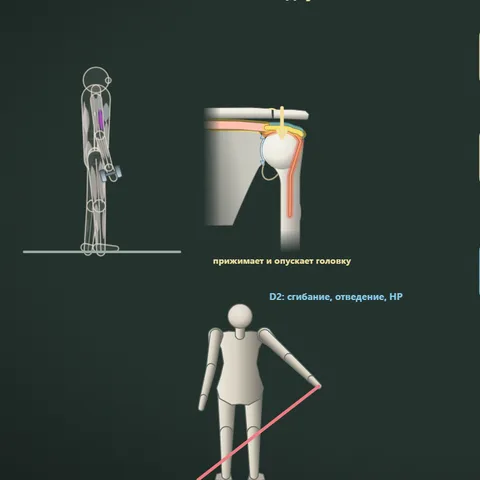 прижимает и опускает головку
D2: сгибание, отведение, НР